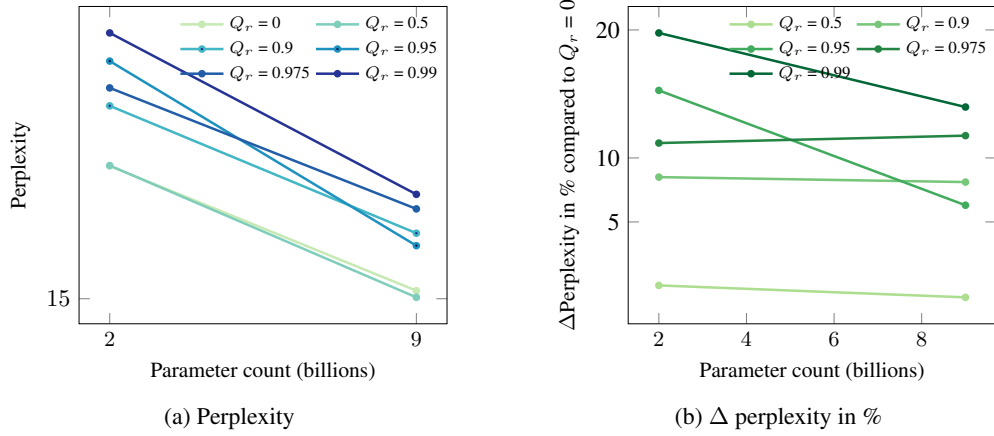 Perplexity
15
2
9
Parameter count (billions)
Q_r = 0
Q_r = 0.5
Q_r = 0.9
Q_r = 0.95
Q_r = 0.975
Q_r = 0.99
(a) Perplexity
ΔPerplexity in % compared to Q_r = 0
20
10
5
2
4
6
8
Parameter count (billions)
Q_r = 0.5
Q_r = 0.9
Q_r = 0.95
Q_r = 0.975
Q_r = 0.99
(b) Δ perplexity in %